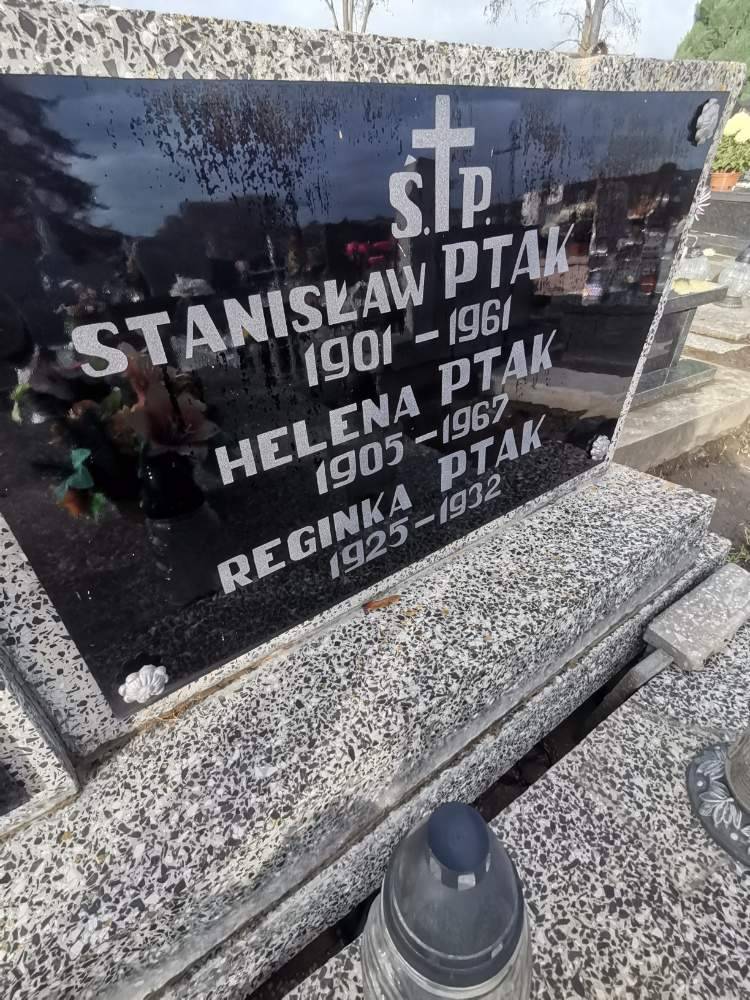 Ś.P.
STANISŁAW PTAK
1901 – 1961
HELENA PTAK
1905 – 1967
REGINKA PTAK
1925 – 1932